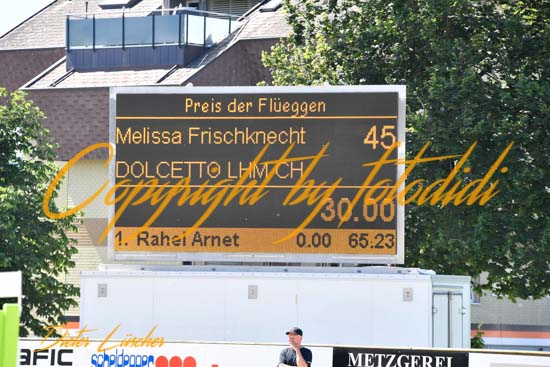 Preis der Flüeggen
Melissa Frischknecht 45
DOLCETTO LHM CH
30.00
1. Rahel Arnet 0.00 65.23
Copyright by fotodidi
Dieter Lüscher
AFIC scheidegger
METZGEREI